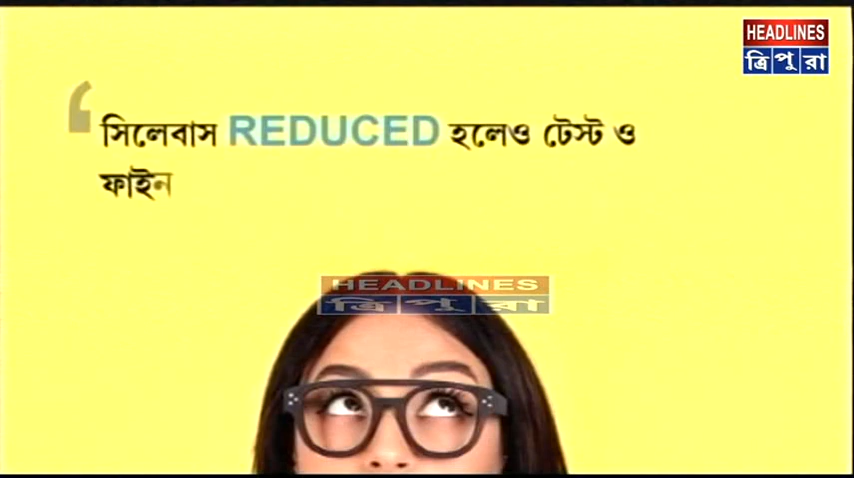 HEADLINES
ত্রিপুরা
‘
সিলেবাস REDUCED হলেও টেস্ট ও
ফাইন
HEADLINES
ত্রিপুরা